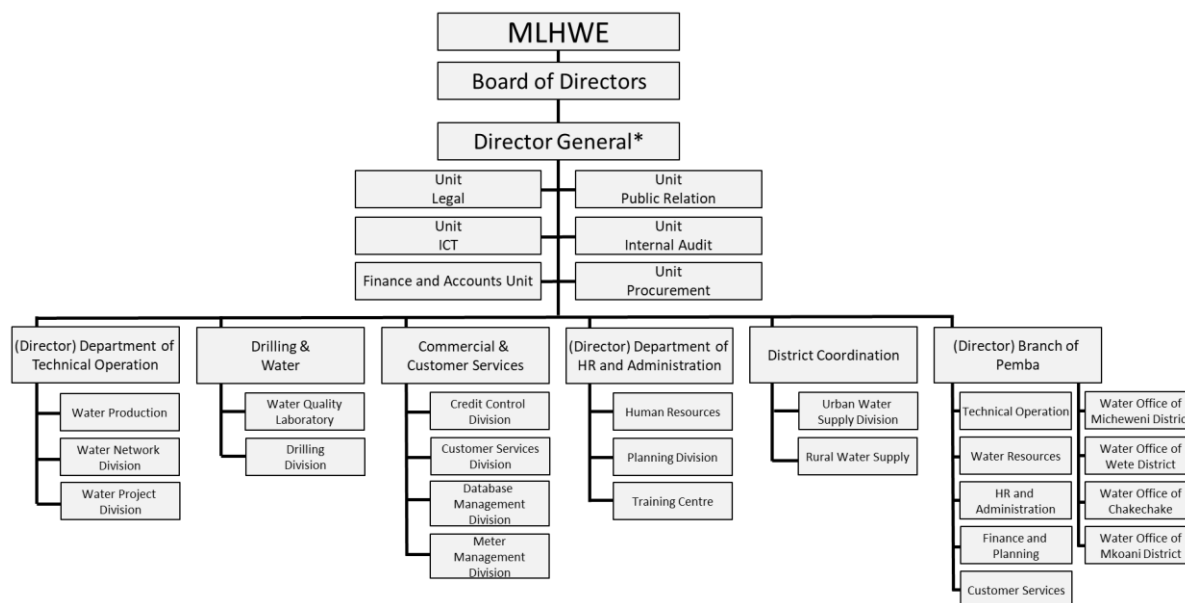 MLHWE
Board of Directors
Director General*
Unit
Legal
Unit
Public Relation
Unit
ICT
Unit
Internal Audit
Finance and Accounts Unit
Unit
Procurement
(Director) Department of
Technical Operation
Drilling &
Water
Commercial &
Customer Services
(Director) Department of
HR and Administration
District Coordination
(Director) Branch of
Pemba
Water Production
Water Network
Division
Water Project
Division
Water Quality
Laboratory
Drilling
Division
Credit Control
Division
Customer Services
Division
Database
Management
Division
Meter
Management
Division
Human Resources
Planning Division
Training Centre
Urban Water
Supply Division
Rural Water Supply
Technical Operation
Water Resources
HR and
Administration
Finance and
Planning
Customer Services
Water Office of
Micheweni Distric
Water Office of
Wete District
Water Office of
Chakechake
Water Office of
Mkoani District